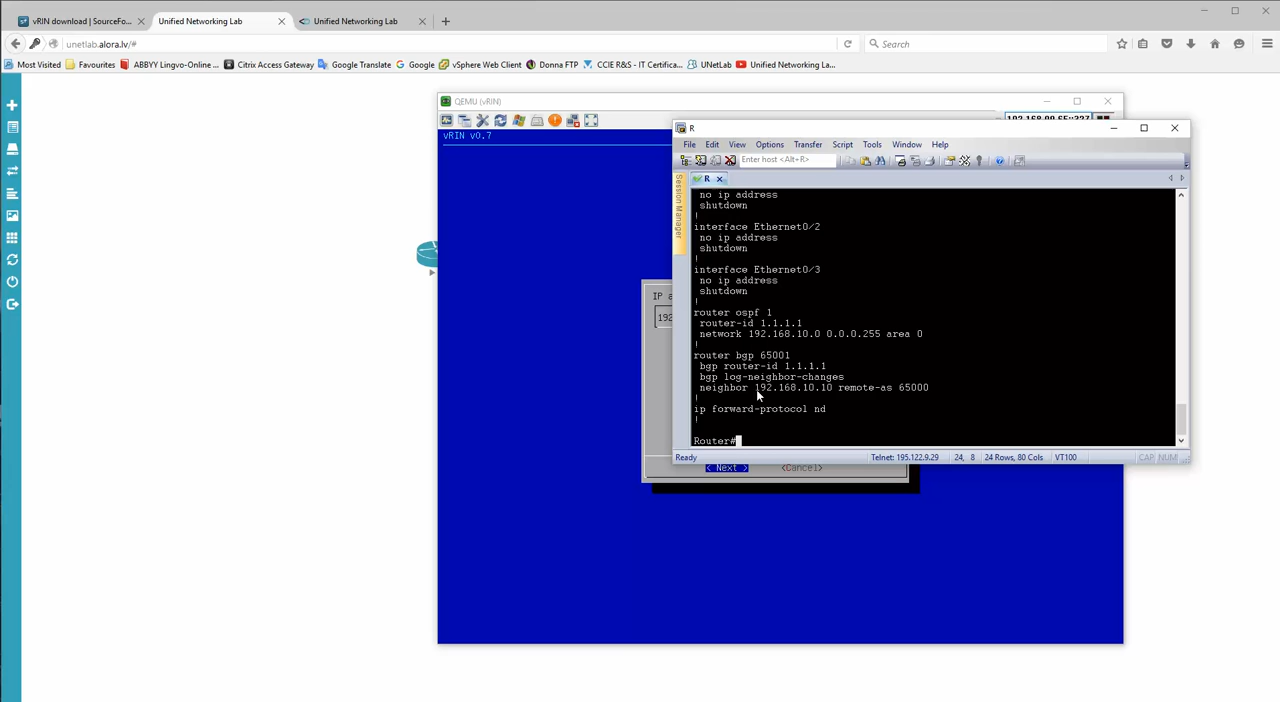 vRIN download | SourceFo...
Unified Networking Lab
Unified Networking Lab
unetlab.alora.lv/#
Search
Most Visited
Favourites
ABBYY Lingvo-Online ...
Citrix Access Gateway
Google Translate
Google
vSphere Web Client
Donna FTP
CCIE R&S - IT Certifica...
UNetLab
Unified Networking La...
QEMU (vRIN)
vRIN v0.7
R
File Edit View Options Transfer Script Tools Window Help
Enter host <Alt+R>
R
Session Manager
no ip address
shutdown
!
interface Ethernet0/2
no ip address
shutdown
!
interface Ethernet0/3
no ip address
shutdown
!
router ospf 1
router-id 1.1.1.1
network 192.168.10.0 0.0.0.255 area 0
!
router bgp 65001
bgp router-id 1.1.1.1
bgp log-neighbor-changes
neighbor 192.168.10.10 remote-as 65000
!
ip forward-protocol nd
!
Router#
Ready
Telnet: 195.122.9.29
24, 8
24 Rows, 80 Cols
VT100
CAP NUM
IP a
192
< Next >
<Cancel>